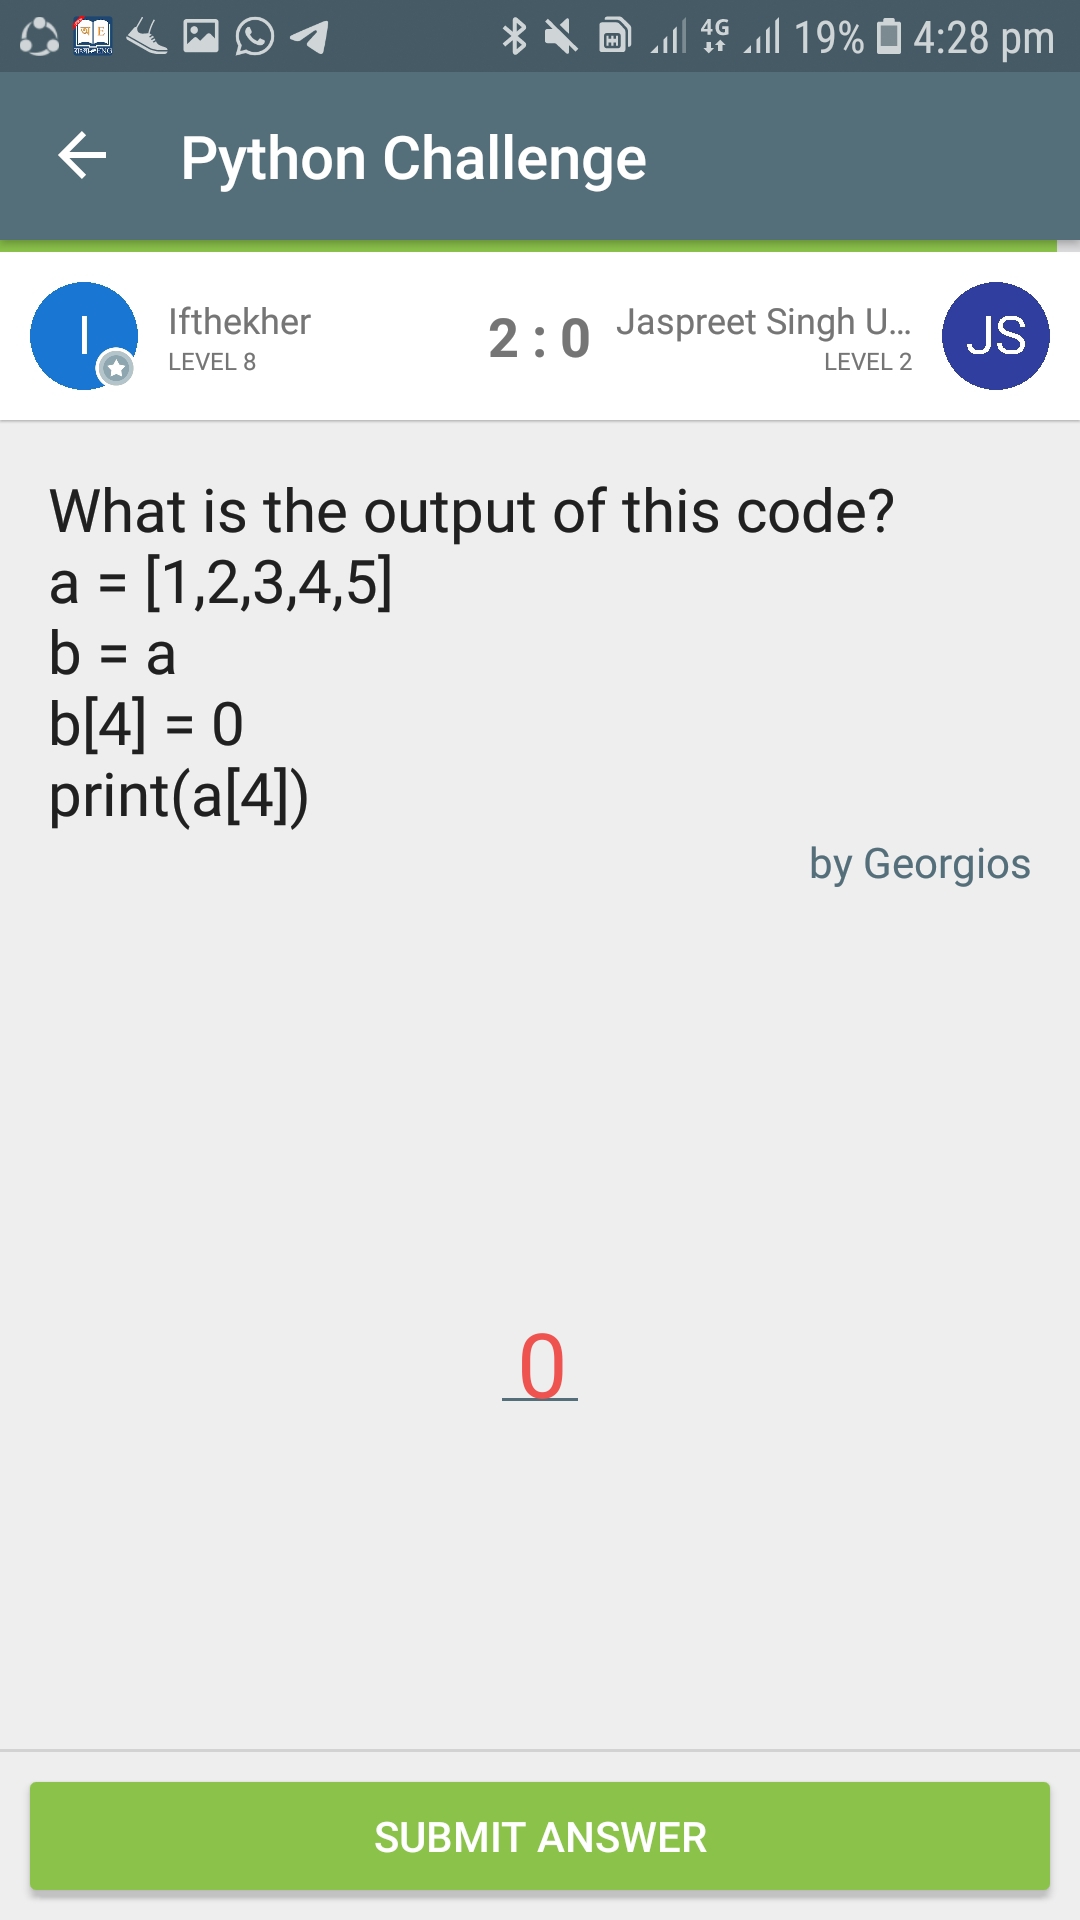 4G 19% 4:28 pm
Python Challenge
I
Ifthekher
LEVEL 8
2 : 0
Jaspreet Singh U...
LEVEL 2
JS
What is the output of this code?
a = [1,2,3,4,5]
b = a
b[4] = 0
print(a[4])
by Georgios
0
SUBMIT ANSWER